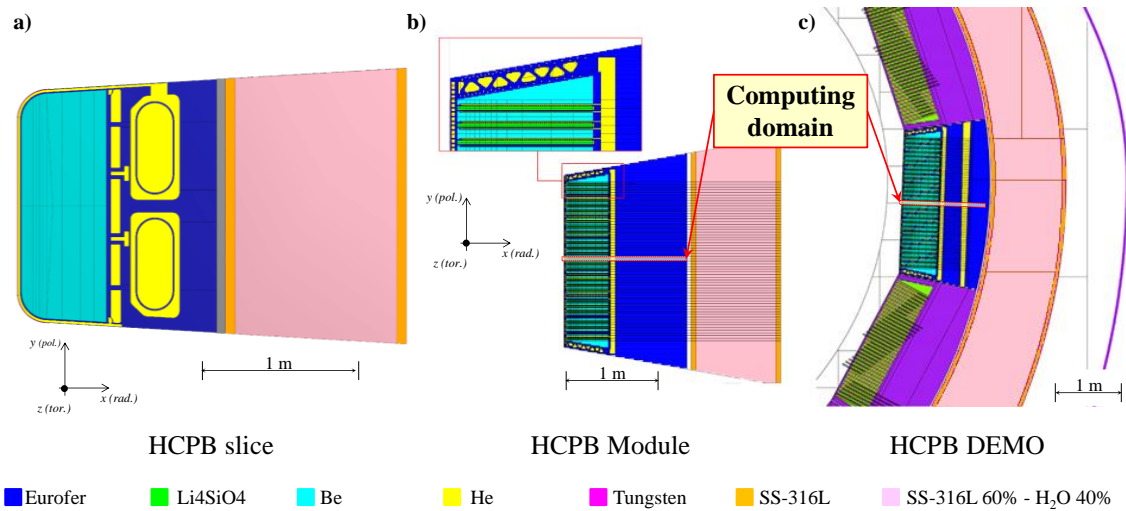 a)
b)
c)
Computing
domain
y (pol.)
x (rad.)
z (tor.)
1 m
y (pol.)
x (rad.)
z (tor.)
1 m
1 m
HCPB slice
HCPB Module
HCPB DEMO
Eurofer
Li4SiO4
Be
He
Tungsten
SS-316L
SS-316L 60% - H₂O 40%